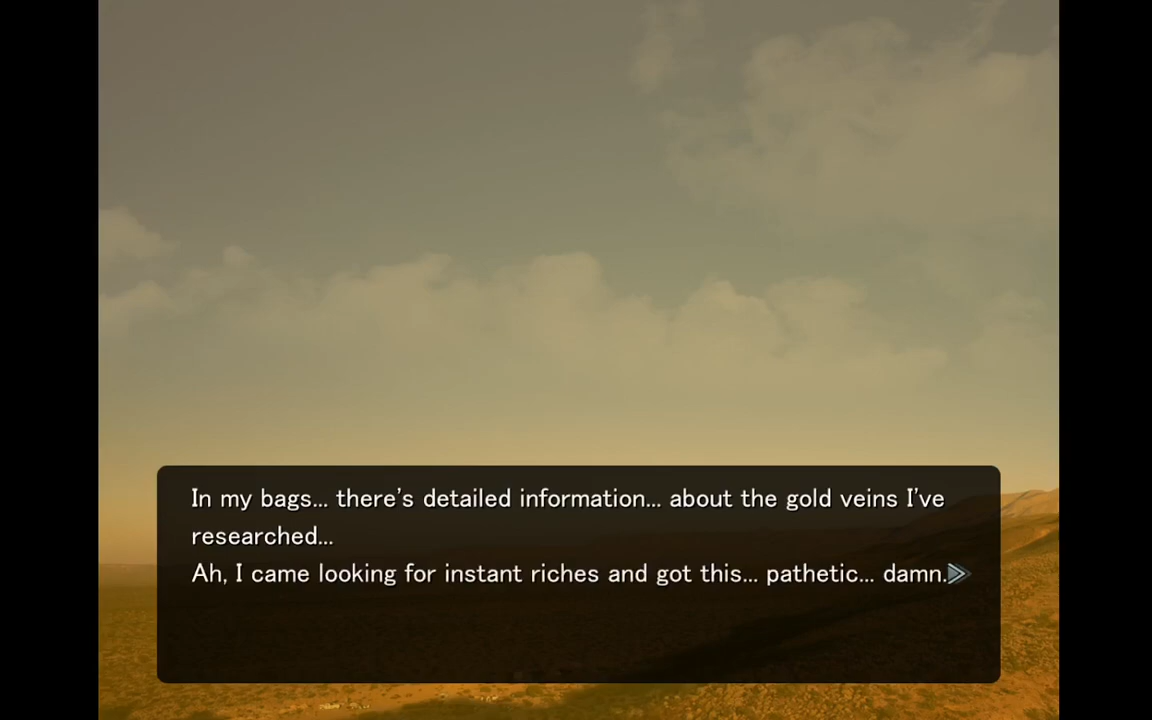 In my bags... there's detailed information... about the gold veins I've
researched...
Ah, I came looking for instant riches and got this... pathetic... damn.